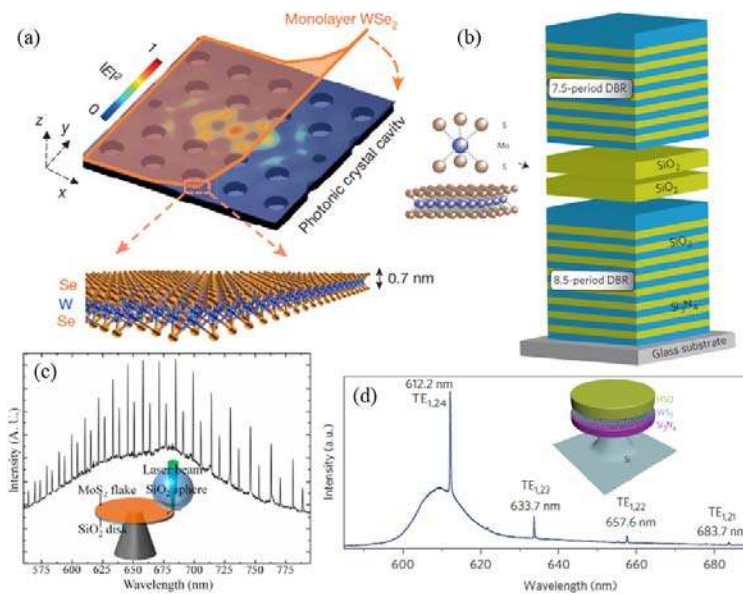 (a)
Monolayer WSe₂
1
|E|²
0
z
y
x
Photonic crystal cavity
Se
W
Se
0.7 nm
(b)
7.5-period DBR
S
Mo
S
SiO₂
SiO₂
SiO₂
8.5-period DBR
Si₃N₄
Glass substrate
(c)
Intensity (A. U.)
Laser beam
MoS₂ flake
SiO₂ sphere
SiO₂ disk
575 600 625 650 675 700 725 750 775
Wavelength (nm)
(d)
612.2 nm
TE₁,₂₄
HSQ
WS₂
Si₃N₄
Si
Intensity (a.u.)
TE₁,₂₃
633.7 nm
TE₁,₂₂
657.6 nm
TE₁,₂₁
683.7 nm
600 620 640 660 680
Wavelength (nm)